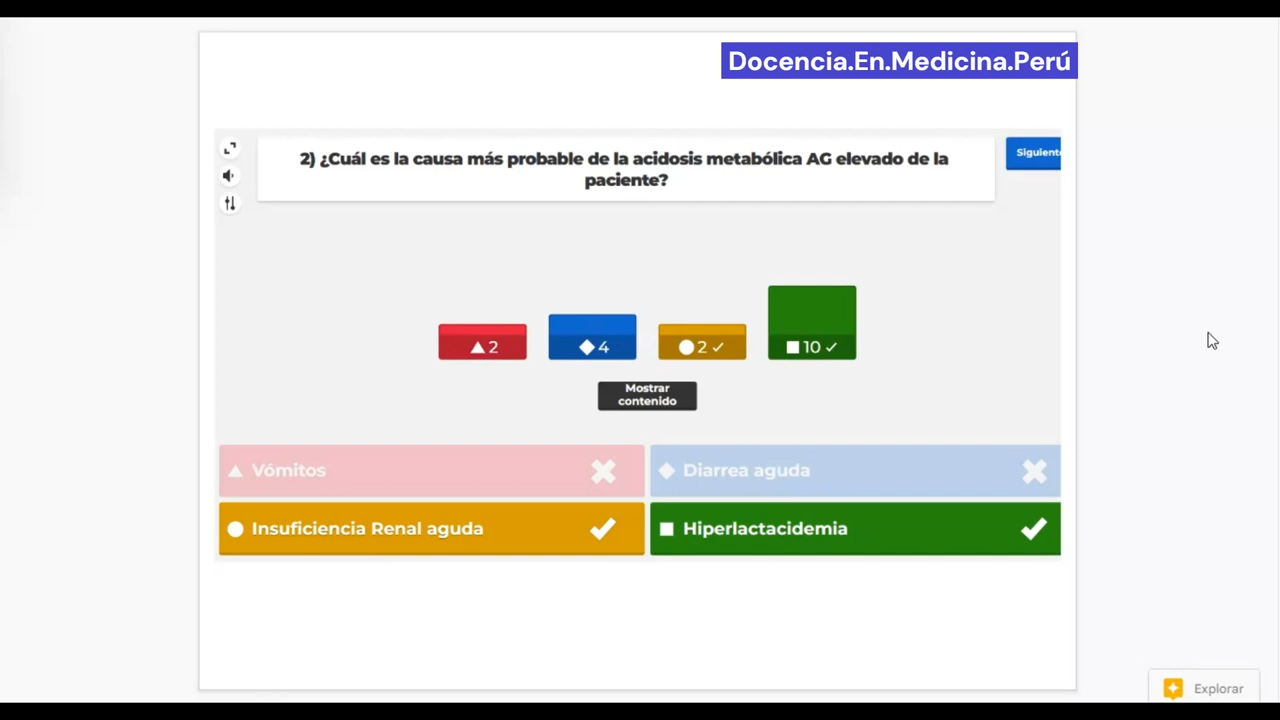 Docencia.En.Medicina.Perú
2) ¿Cuál es la causa más probable de la acidosis metabólica AG elevado de la
paciente?
Siguiente
2
4
2
10
Mostrar
contenido
Vómitos
Diarrea aguda
Insuficiencia Renal aguda
Hiperlactacidemia
Explorar